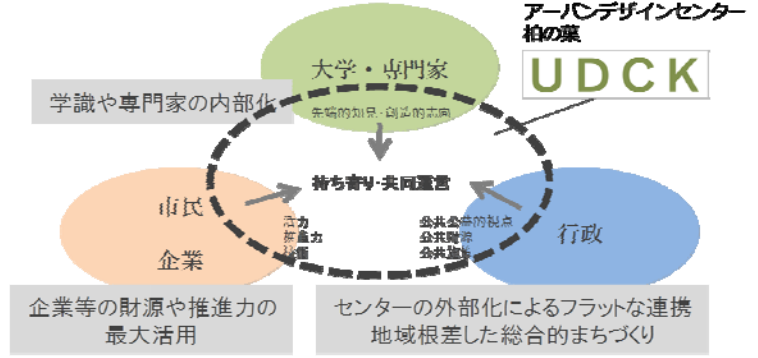 アーバンデザインセンター
柏の葉
UDCK
大学・専門家
学識や専門家の内部化
先端的知見・創造的志向
持ち寄り・共同運営
市民
企業
活力
推進力
公共公益的視点
公共財源
公共施策
行政
企業等の財源や推進力の
最大活用
センターの外部化によるフラットな連携
地域根差した総合的まちづくり